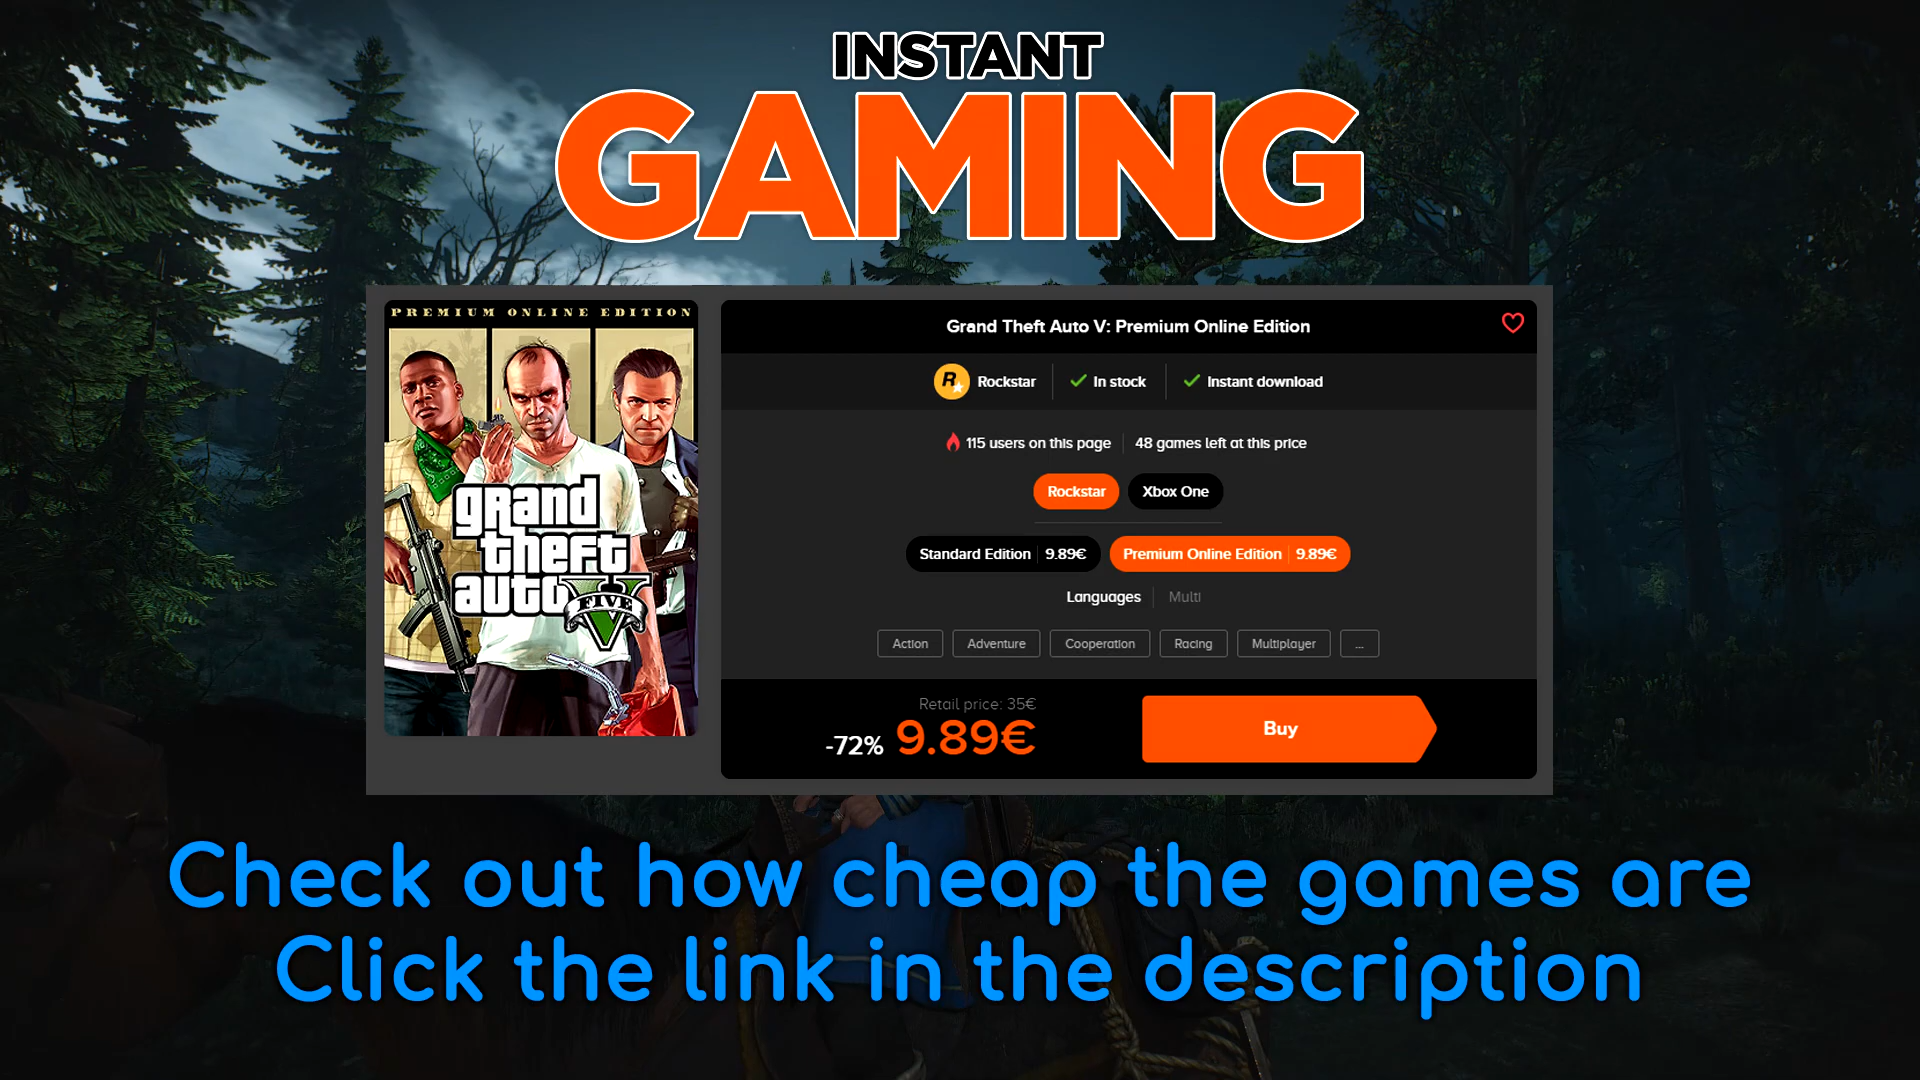 INSTANT
GAMING
PREMIUM ONLINE EDITION
grand
theft
auto
FIVE
Grand Theft Auto V: Premium Online Edition
R Rockstar In stock Instant download
115 users on this page 48 games left at this price
Rockstar Xbox One
Standard Edition 9.89€ Premium Online Edition 9.89€
Languages Multi
Action Adventure Cooperation Racing Multiplayer ...
Retail price: 35€
-72% 9.89€
Buy
Check out how cheap the games are
Click the link in the description